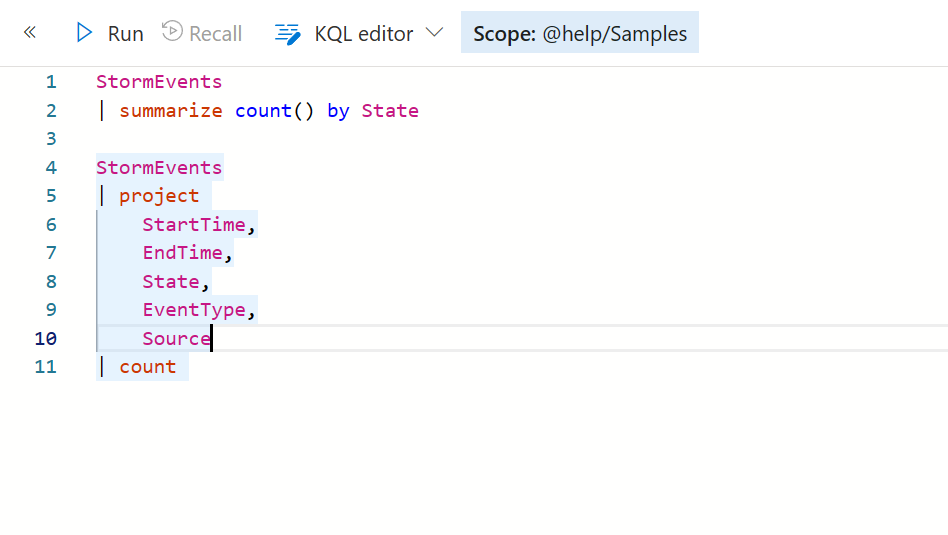 « Run Recall KQL editor Scope: @help/Samples
1 StormEvents
2 | summarize count() by State
3
4 StormEvents
5 | project
6 StartTime,
7 EndTime,
8 State,
9 EventType,
10 Source
11 | count